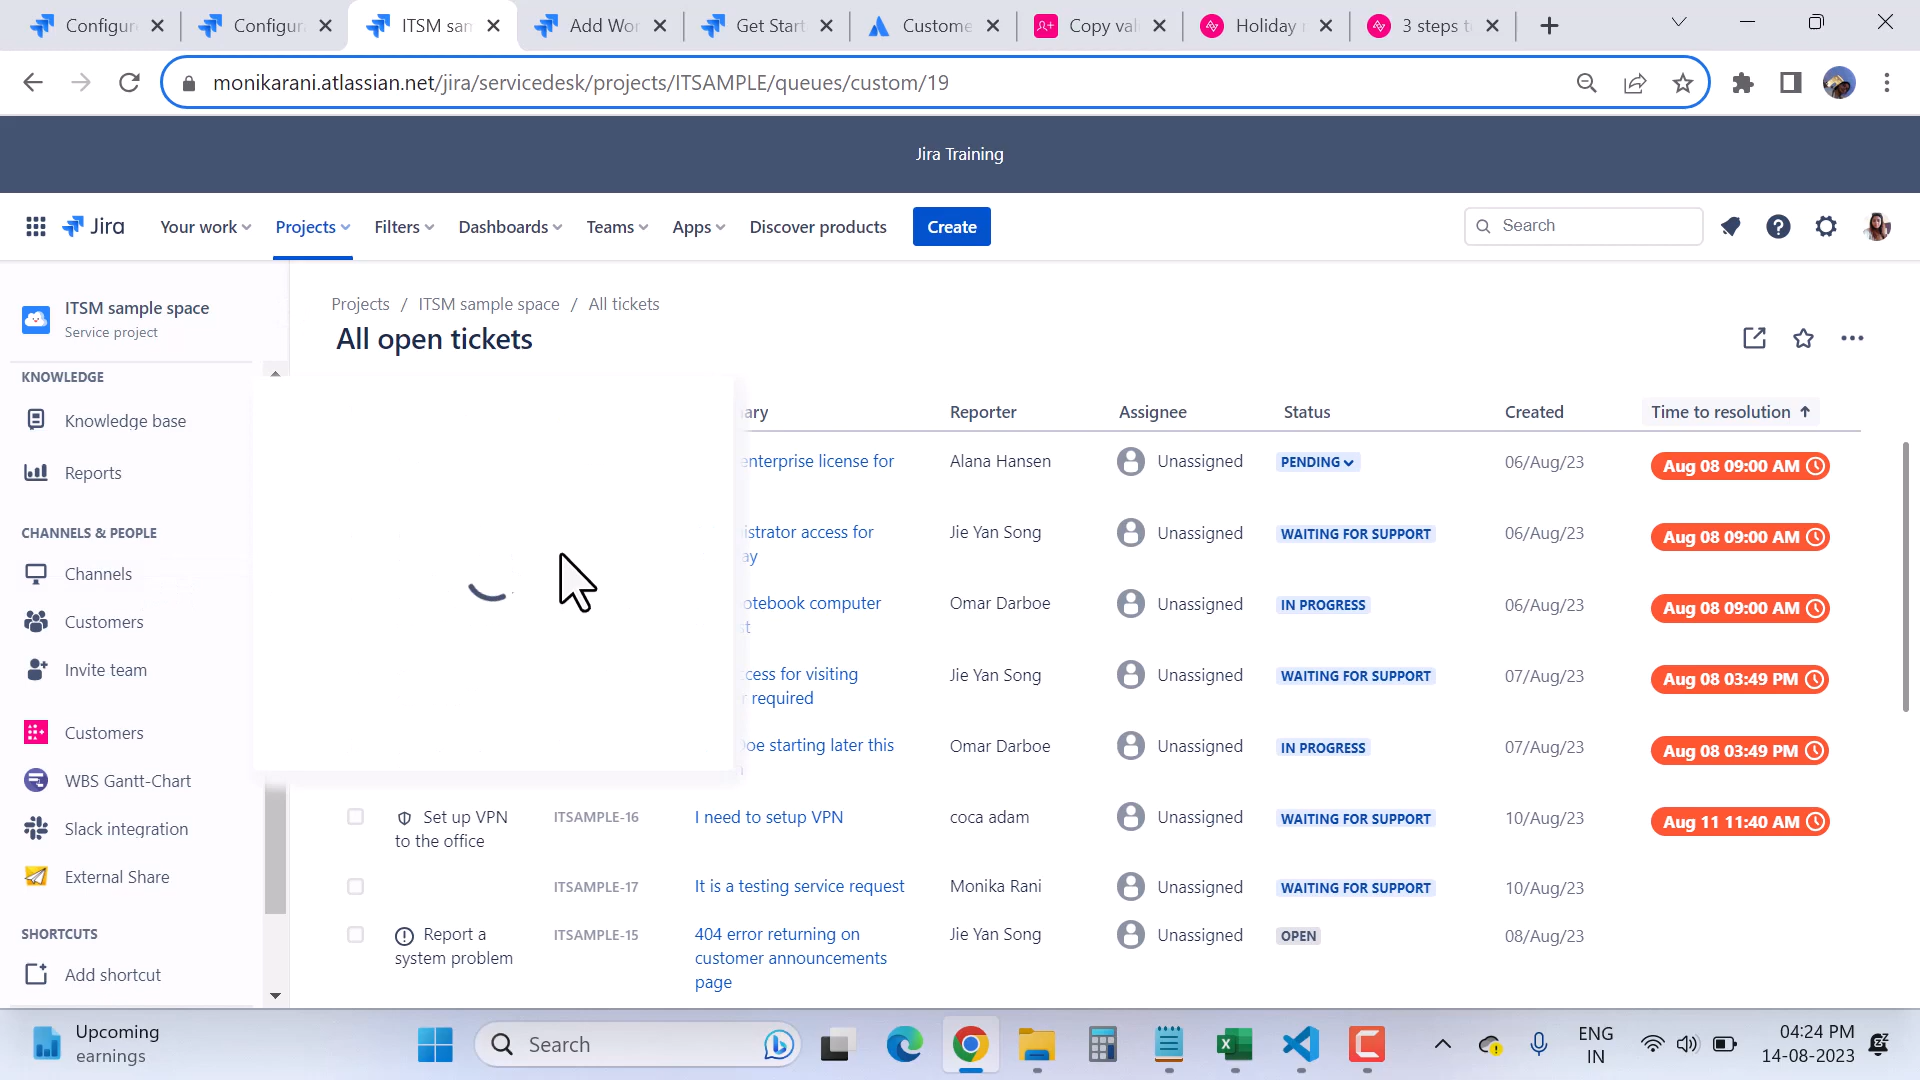 Configur
Configur
ITSM san
Add Wor
Get Start
Custome
Copy val
Holiday r
3 steps t
monikarani.atlassian.net/jira/servicedesk/projects/ITSAMPLE/queues/custom/19
Jira Training
Jira
Your work
Projects
Filters
Dashboards
Teams
Apps
Discover products
Create
Search
ITSM sample space
Service project
KNOWLEDGE
Knowledge base
Reports
CHANNELS & PEOPLE
Channels
Customers
Invite team
Customers
WBS Gantt-Chart
Slack integration
External Share
SHORTCUTS
Add shortcut
Projects / ITSM sample space / All tickets
All open tickets
ary Reporter Assignee Status Created Time to resolution
enterprise license for Alana Hansen Unassigned PENDING 06/Aug/23 Aug 08 09:00 AM
istrator access for Jie Yan Song Unassigned WAITING FOR SUPPORT 06/Aug/23 Aug 08 09:00 AM
ay
otebook computer Omar Darboe Unassigned IN PROGRESS 06/Aug/23 Aug 08 09:00 AM
st
ccess for visiting Jie Yan Song Unassigned WAITING FOR SUPPORT 07/Aug/23 Aug 08 03:49 PM
r required
Doe starting later this Omar Darboe Unassigned IN PROGRESS 07/Aug/23 Aug 08 03:49 PM
Set up VPN ITSAMPLE-16 I need to setup VPN coca adam Unassigned WAITING FOR SUPPORT 10/Aug/23 Aug 11 11:40 AM
to the office
ITSAMPLE-17 It is a testing service request Monika Rani Unassigned WAITING FOR SUPPORT 10/Aug/23
Report a ITSAMPLE-15 404 error returning on Jie Yan Song Unassigned OPEN 08/Aug/23
system problem customer announcements
page
Upcoming
earnings
Search
ENG
IN
04:24 PM
14-08-2023